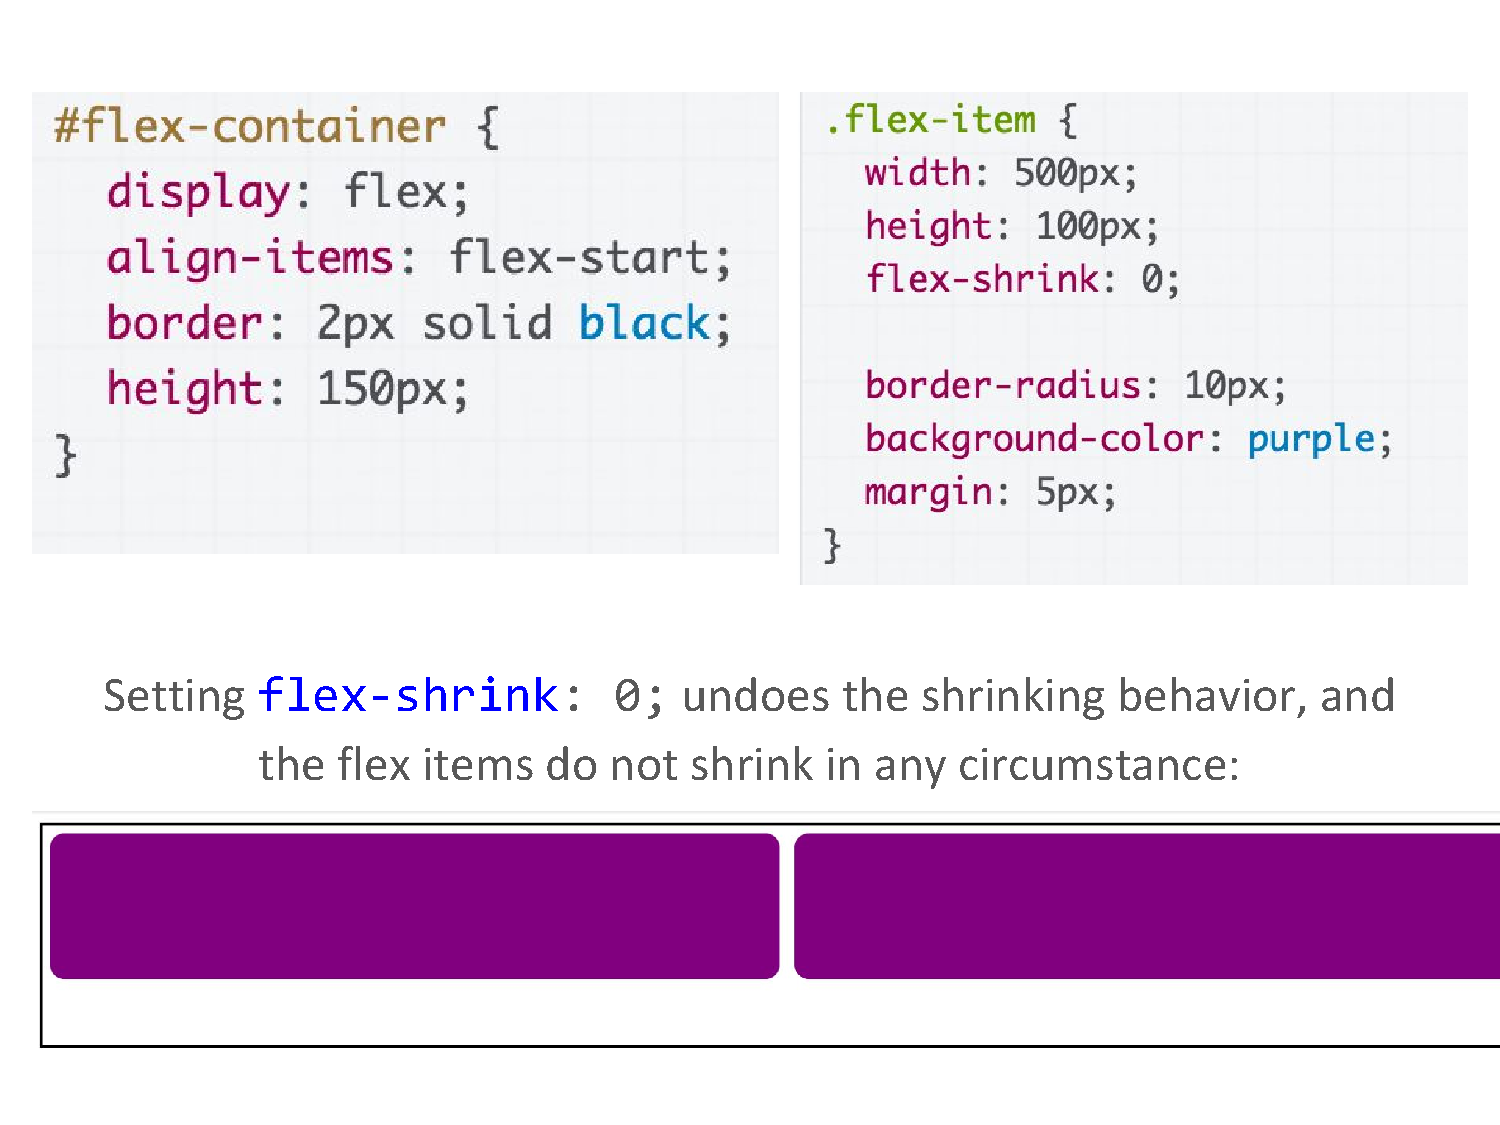 #flex-container {
display: flex;
align-items: flex-start;
border: 2px solid black;
height: 150px;
}
.flex-item {
width: 500px;
height: 100px;
flex-shrink: 0;
border-radius: 10px;
background-color: purple;
margin: 5px;
}
Setting flex-shrink: 0; undoes the shrinking behavior, and
the flex items do not shrink in any circumstance: